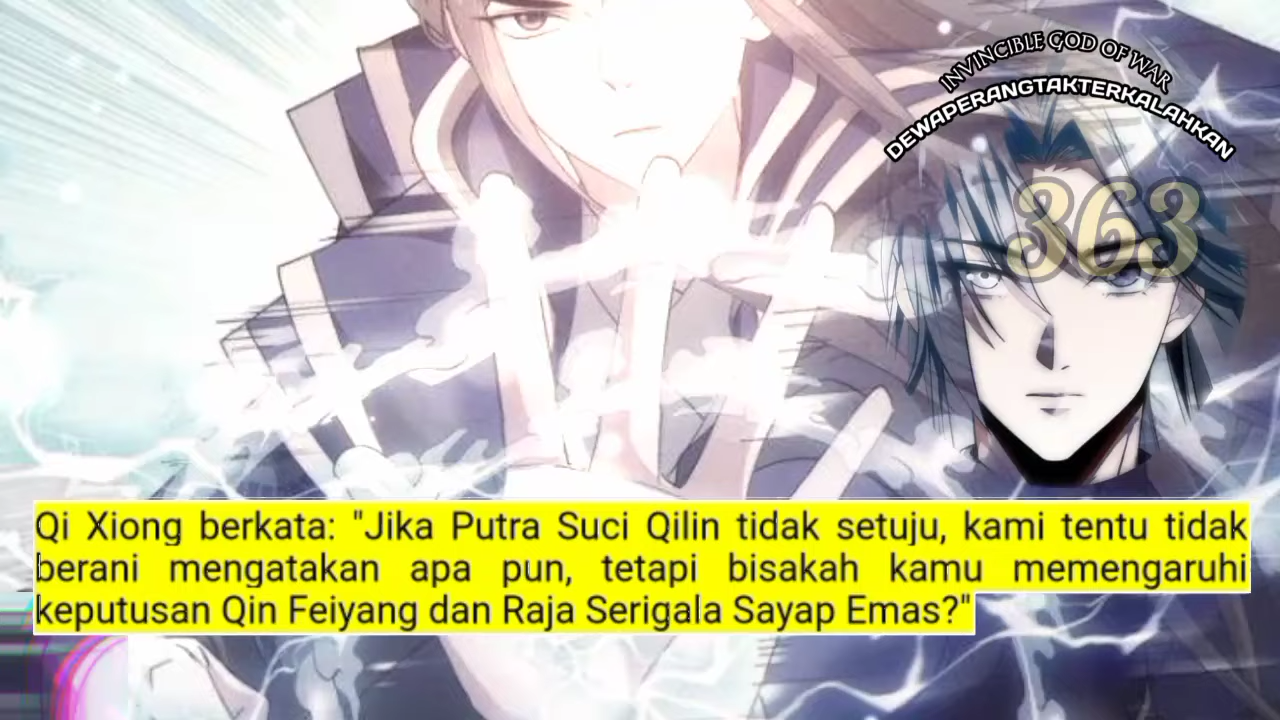 INVINCIBLE GOD OF WAR
DEWAPERANGTAKTERKALAHKAN
363
Qi Xiong berkata: "Jika Putra Suci Qilin tidak setuju, kami tentu tidak
berani mengatakan apa pun, tetapi bisakah kamu memengaruhi
keputusan Qin Feiyang dan Raja Serigala Sayap Emas?"